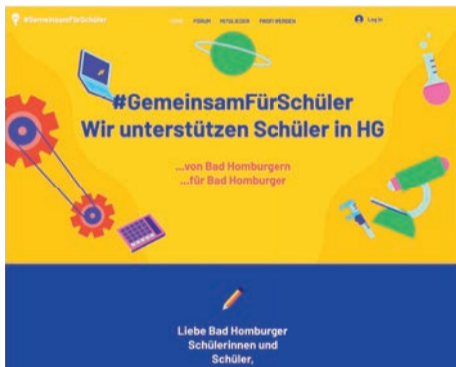 #GemeinsamFürSchüler
HOME FORUM MITGLIEDER PROFI WERDEN Log In
#GemeinsamFürSchüler
Wir unterstützen Schüler in HG
...von Bad Homburgern
...für Bad Homburger
Liebe Bad Homburger
Schülerinnen und
Schüler,